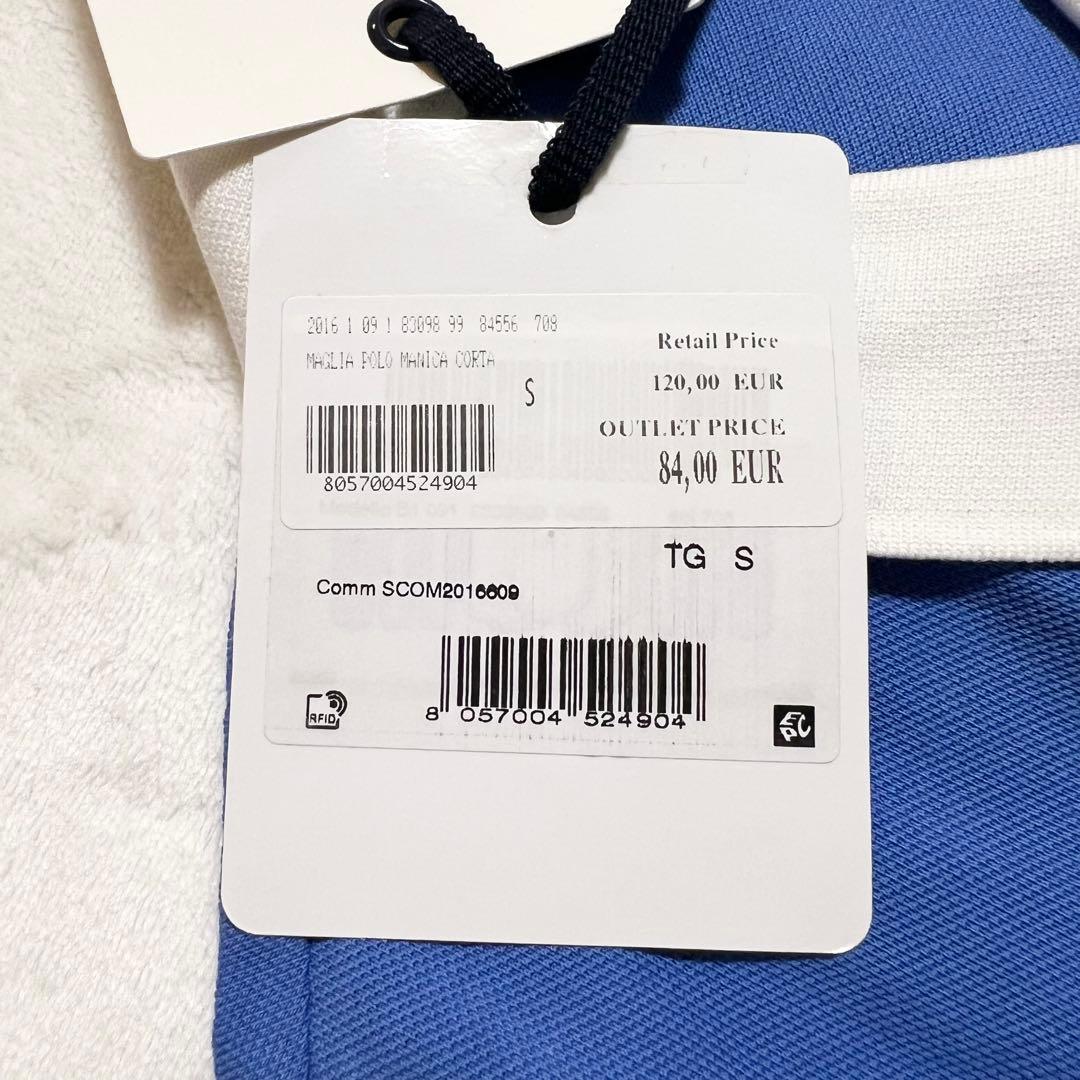 2016 1 09 1 83098 99 84556 708
MAGLIA POLO MANICA CORTA
S
8057004524904
Retail Price
120,00 EUR
OUTLET PRICE
84,00 EUR
TG S
Comm SCOM2016609
8 057004 524904
RFID
EPC